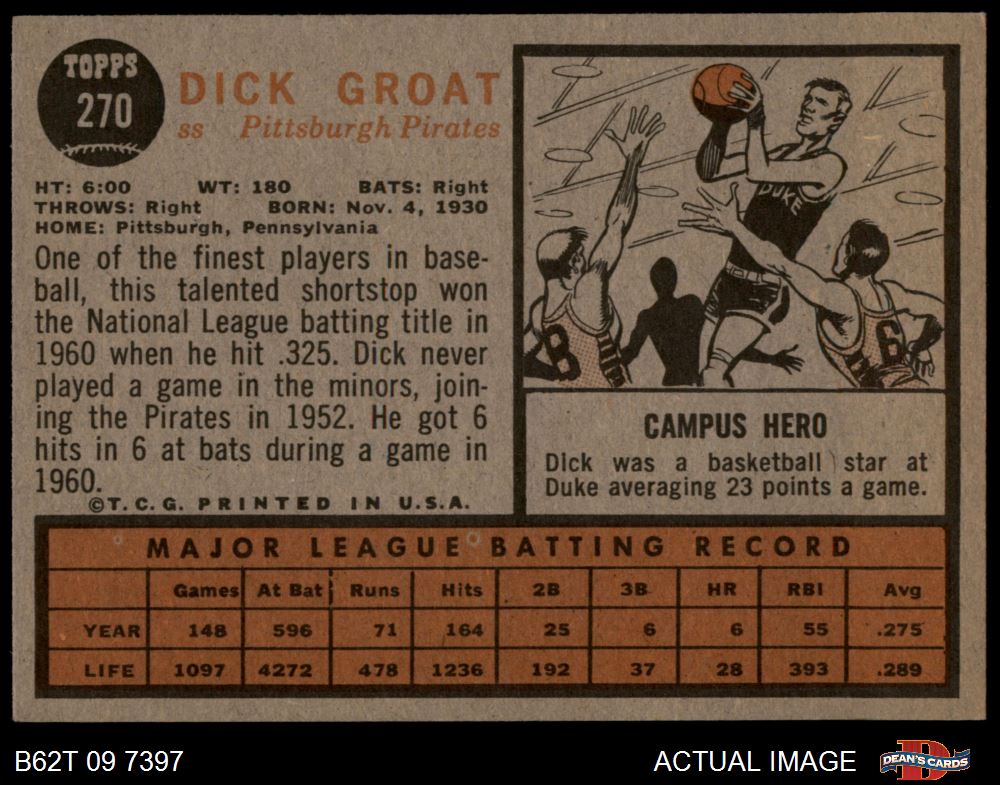 TOPPS
270
DICK GROAT
ss Pittsburgh Pirates
HT: 6:00 WT: 180 BATS: Right
THROWS: Right BORN: Nov. 4, 1930
HOME: Pittsburgh, Pennsylvania
One of the finest players in base-
ball, this talented shortstop won
the National League batting title in
1960 when he hit .325. Dick never
played a game in the minors, join-
ing the Pirates in 1952. He got 6
hits in 6 at bats during a game in
1960.
©T.C.G. PRINTED IN U.S.A.
DUKE
8
6
CAMPUS HERO
Dick was a basketball star at
Duke averaging 23 points a game.
MAJOR LEAGUE BATTING RECORD
Games At Bat Runs Hits 2B 3B HR RBI Avg
YEAR 148 596 71 164 25 6 6 55 .275
LIFE 1097 4272 478 1236 192 37 28 393 .289
B62T 09 7397
ACTUAL IMAGE
D
DEAN'S CARDS